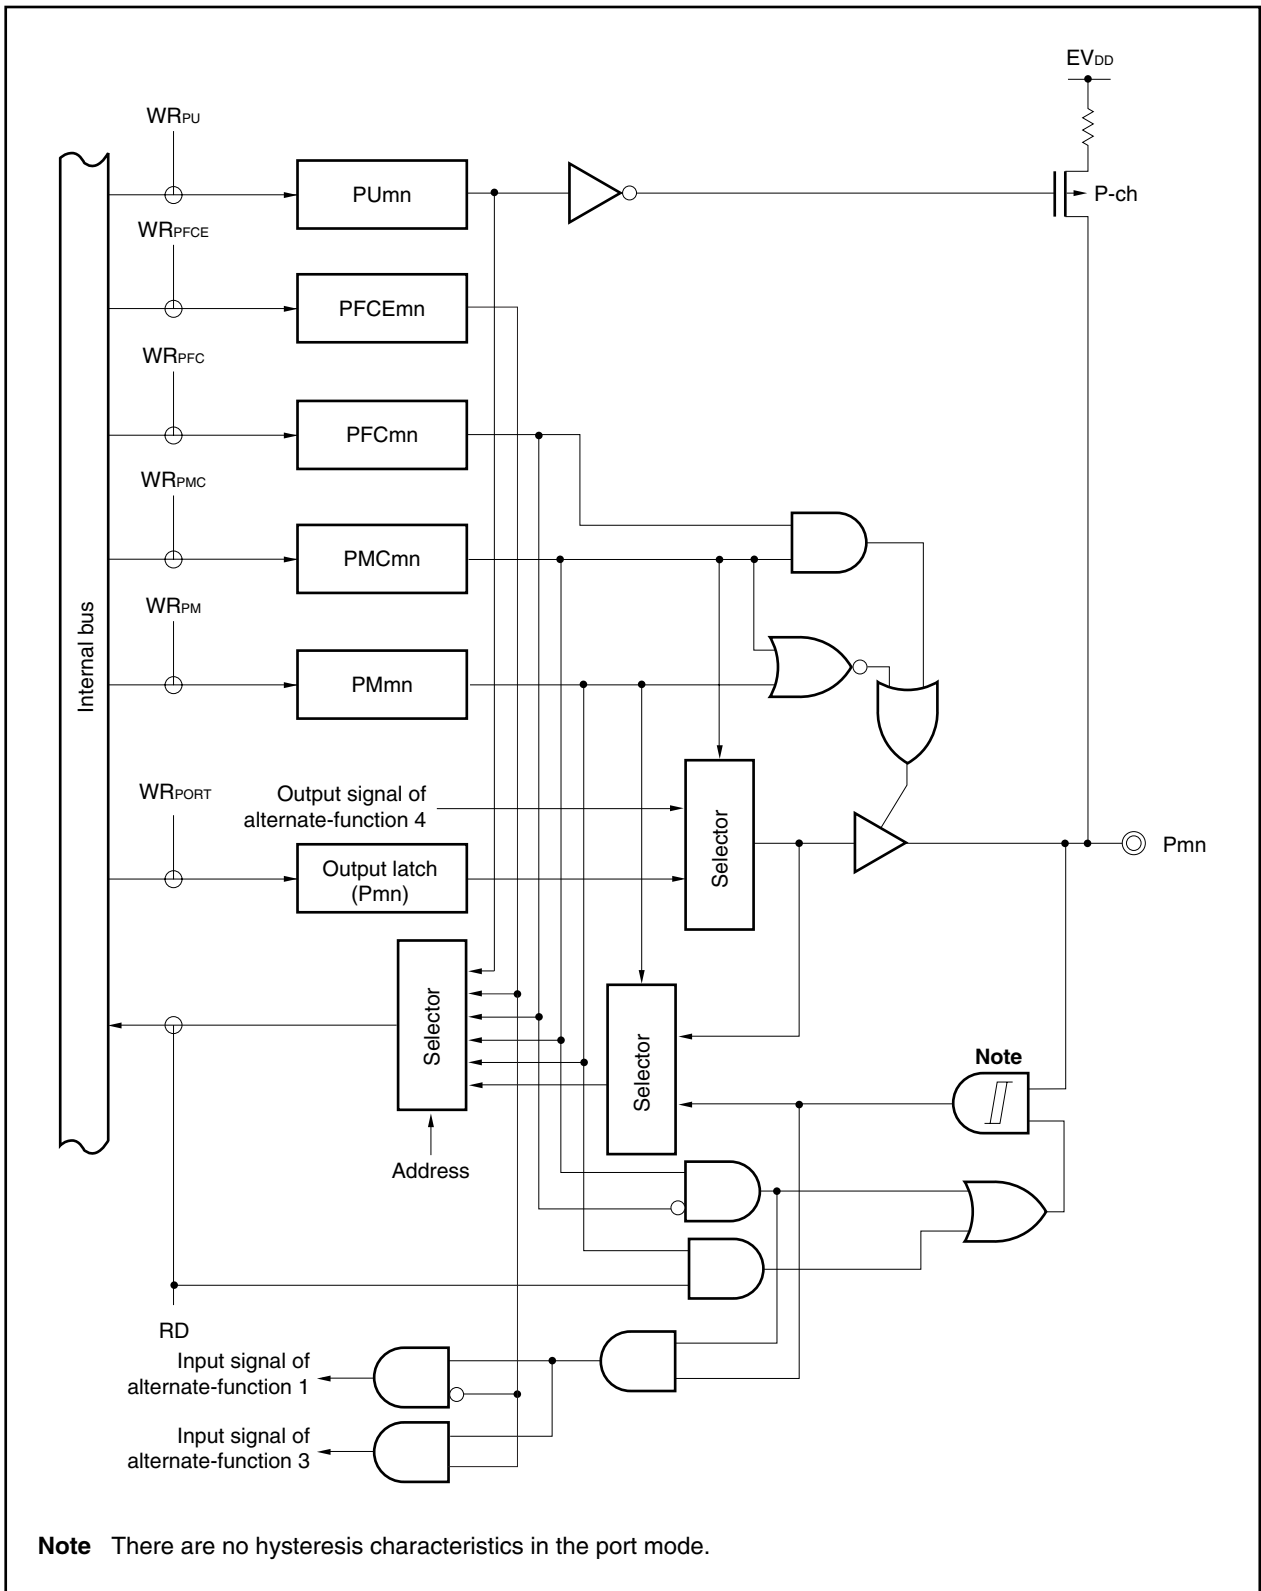 EVDD
WRPU
PUmn
P-ch
WRPFCE
PFCEmn
WRPFC
PFCmn
WRPMC
PMCmn
WRPM
PMmn
Internal bus
WRPORT
Output signal of
alternate-function 4
Output latch
(Pmn)
Selector
Pmn
Selector
Selector
Note
Address
RD
Input signal of
alternate-function 1
Input signal of
alternate-function 3
Note There are no hysteresis characteristics in the port mode.